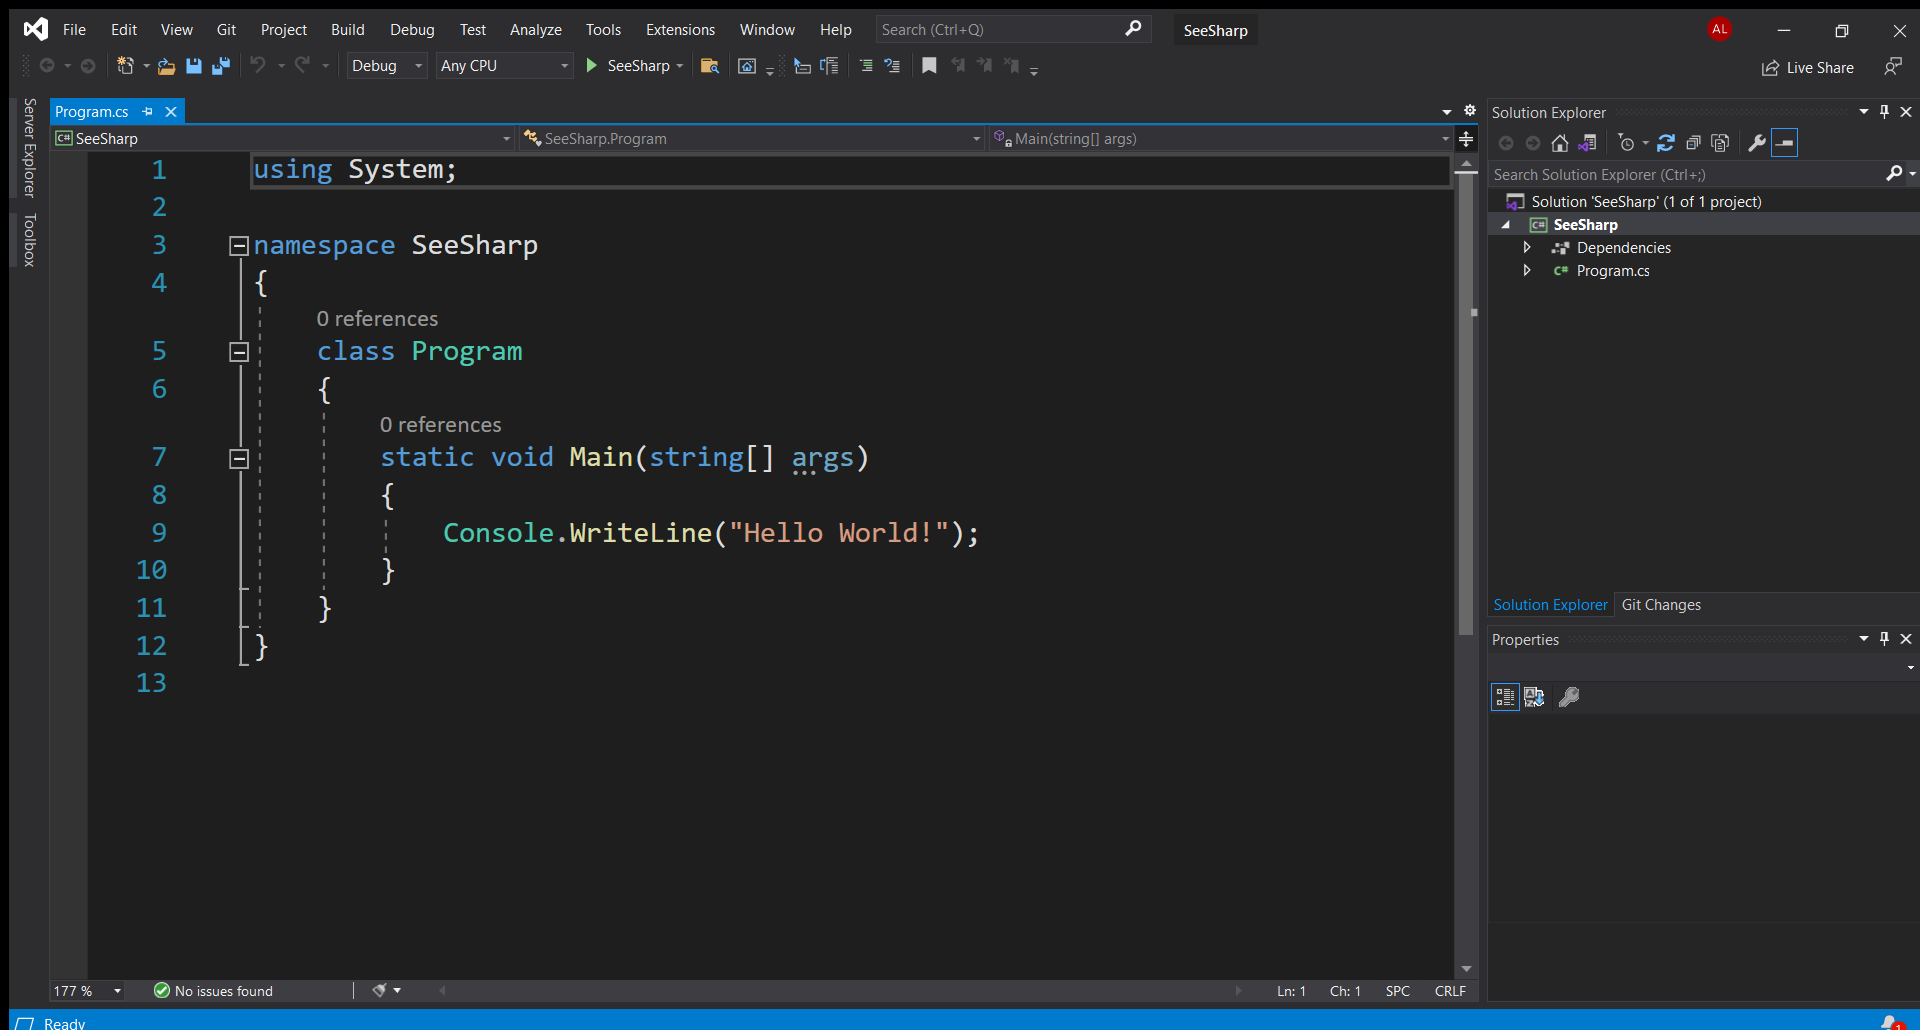 File Edit View Git Project Build Debug Test Analyze Tools Extensions Window Help Search (Ctrl+Q) SeeSharp AL
Debug Any CPU SeeSharp Live Share
Server Explorer
Toolbox
Program.cs
C# SeeSharp SeeSharp.Program Main(string[] args)
1 using System;
2
3 namespace SeeSharp
4 {
0 references
5 class Program
6 {
0 references
7 static void Main(string[] args)
8 {
9 Console.WriteLine("Hello World!");
10 }
11 }
12 }
13
177 % No issues found Ln: 1 Ch: 1 SPC CRLF
Solution Explorer
Search Solution Explorer (Ctrl+;)
Solution 'SeeSharp' (1 of 1 project)
C# SeeSharp
Dependencies
C# Program.cs
Solution Explorer Git Changes
Properties
Ready 1